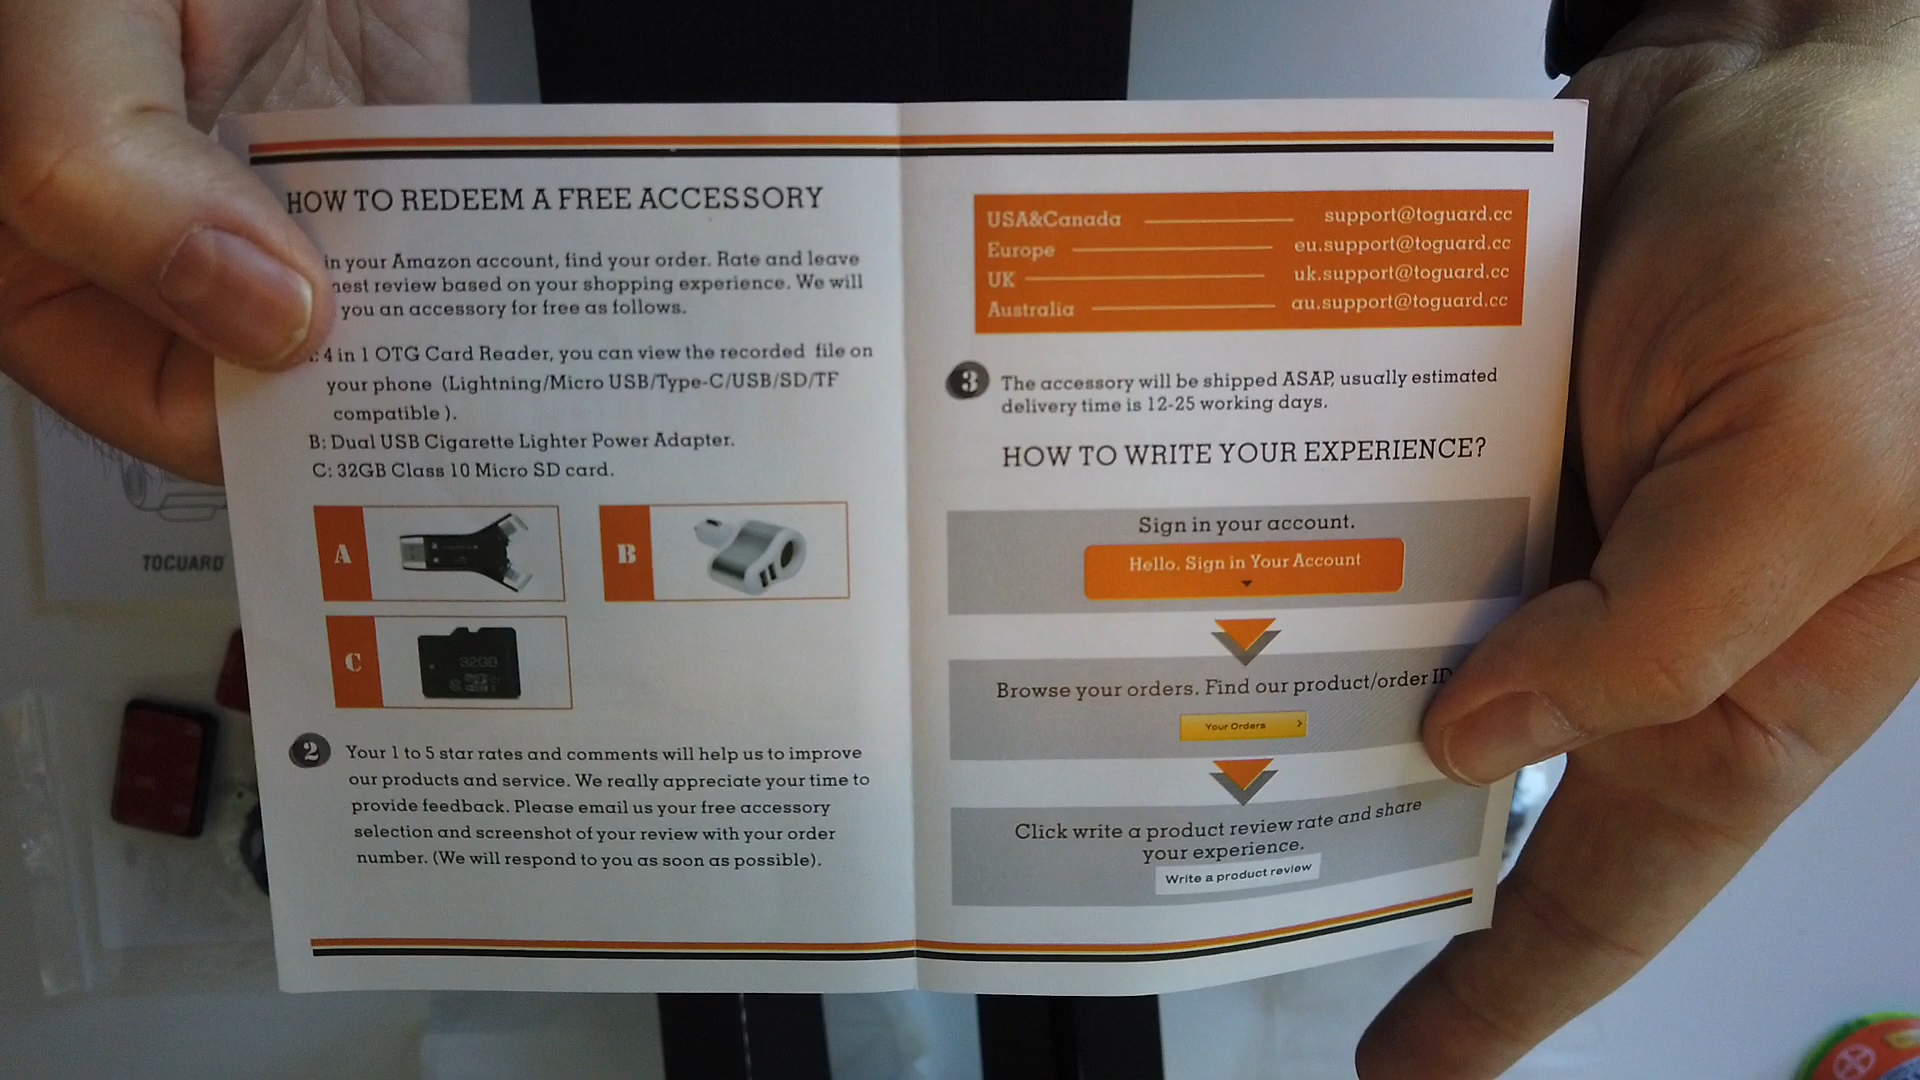 HOW TO REDEEM A FREE ACCESSORY
in your Amazon account, find your order. Rate and leave
review based on your shopping experience. We will
you an accessory for free as follows.
: 4 in 1 OTG Card Reader, you can view the recorded file on
your phone (Lightning/Micro USB/Type-C/USB/SD/TF
compatible ).
B: Dual USB Cigarette Lighter Power Adapter.
C: 32GB Class 10 Micro SD card.
A
B
C
32GB
2
Your 1 to 5 star rates and comments will help us to improve
our products and service. We really appreciate your time to
provide feedback. Please email us your free accessory
selection and screenshot of your review with your order
number. (We will respond to you as soon as possible).
USA&Canada support@toguard.cc
Europe eu.support@toguard.cc
UK uk.support@toguard.cc
Australia au.support@toguard.cc
3
The accessory will be shipped ASAP, usually estimated
delivery time is 12-25 working days.
HOW TO WRITE YOUR EXPERIENCE?
Sign in your account.
Hello. Sign in Your Account
Browse your orders. Find our product/order ID
Your Orders
Click write a product review rate and share
your experience.
Write a product review
TOGUARD